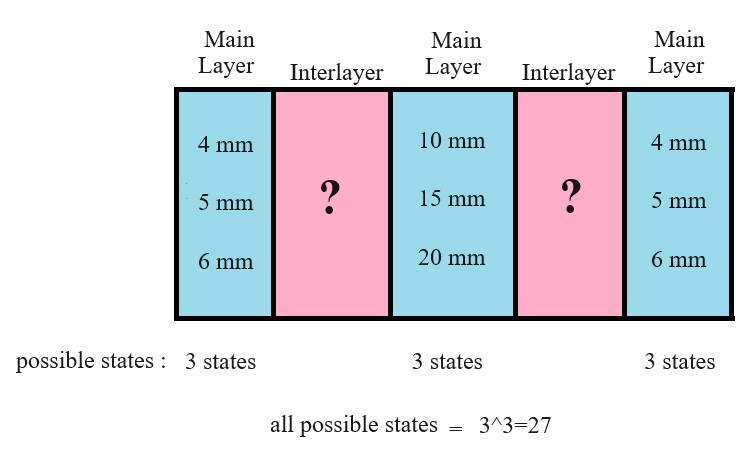 Main
Layer
Interlayer
Main
Layer
Interlayer
Main
Layer
4 mm
5 mm
6 mm
?
10 mm
15 mm
20 mm
?
4 mm
5 mm
6 mm
possible states : 3 states 3 states 3 states
all possible states = 3^3=27